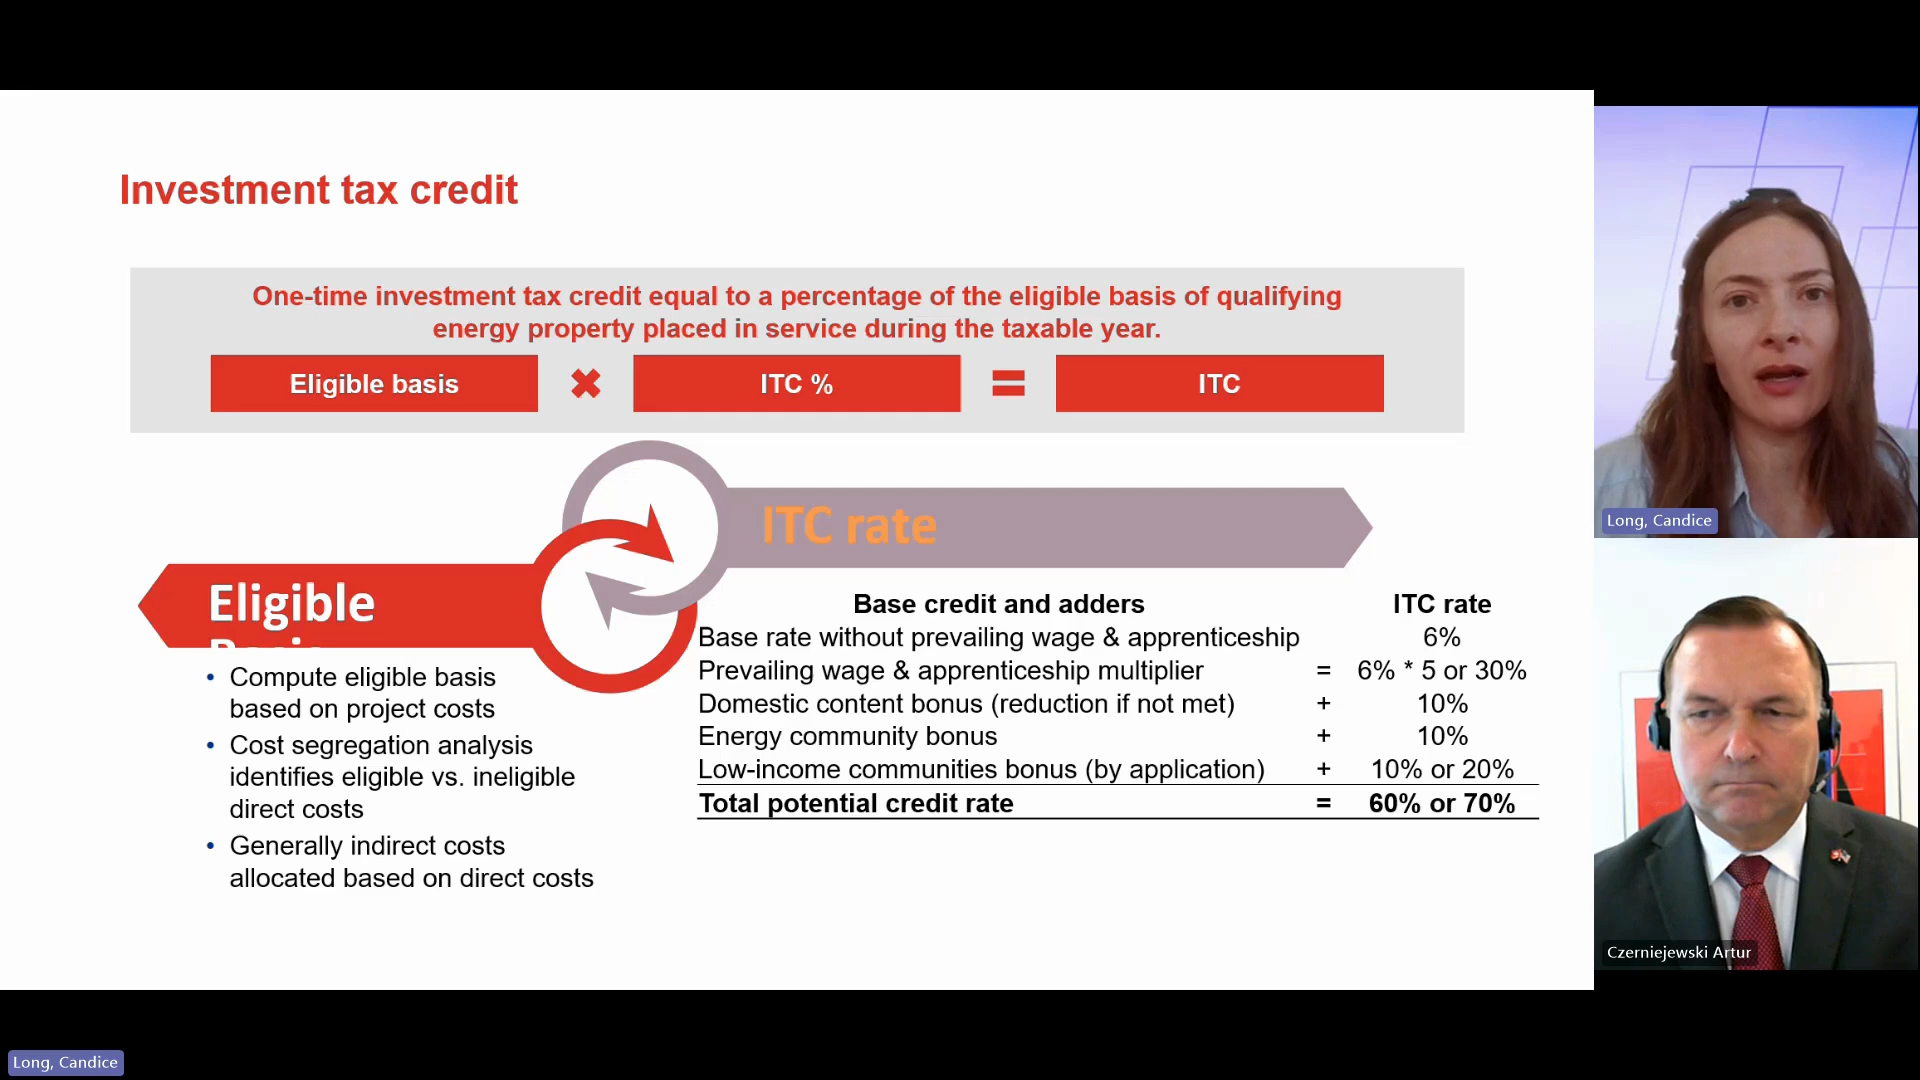 Investment tax credit
One-time investment tax credit equal to a percentage of the eligible basis of qualifying
energy property placed in service during the taxable year.
Eligible basis ✖ ITC % = ITC
ITC rate
Eligible
Base credit and adders ITC rate
Base rate without prevailing wage & apprenticeship 6%
Prevailing wage & apprenticeship multiplier = 6% * 5 or 30%
Domestic content bonus (reduction if not met) + 10%
Energy community bonus + 10%
Low-income communities bonus (by application) + 10% or 20%
Total potential credit rate = 60% or 70%
• Compute eligible basis
based on project costs
• Cost segregation analysis
identifies eligible vs. ineligible
direct costs
• Generally indirect costs
allocated based on direct costs
Long, Candice
Czerniejewski Artur
Long, Candice